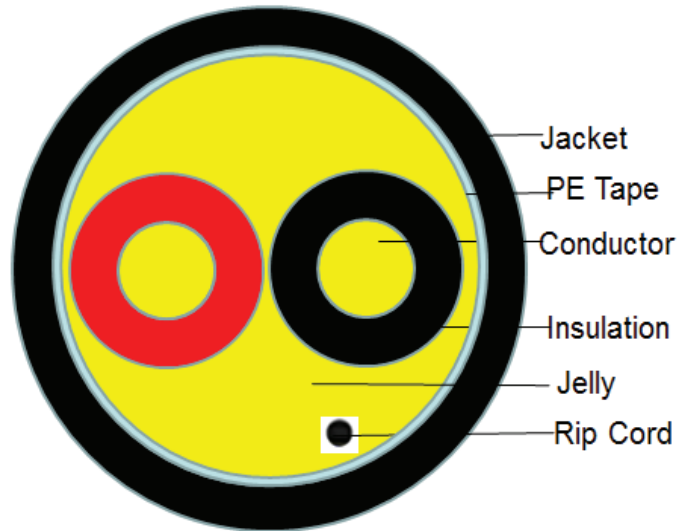 Jacket
PE Tape
Conductor
Insulation
Jelly
Rip Cord